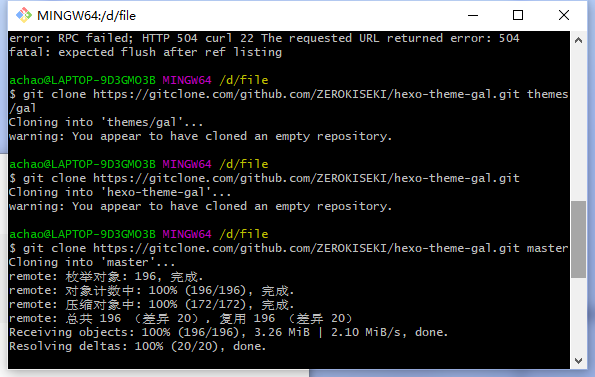 MINGW64:/d/file
error: RPC failed; HTTP 504 curl 22 The requested URL returned error: 504
fatal: expected flush after ref listing
achao@LAPTOP-9D3GMO3B MINGW64 /d/file
$ git clone https://gitclone.com/github.com/ZEROKISEKI/hexo-theme-gal.git themes
/gal
Cloning into 'themes/gal'...
warning: You appear to have cloned an empty repository.
achao@LAPTOP-9D3GMO3B MINGW64 /d/file
$ git clone https://gitclone.com/github.com/ZEROKISEKI/hexo-theme-gal.git
Cloning into 'hexo-theme-gal'...
warning: You appear to have cloned an empty repository.
achao@LAPTOP-9D3GMO3B MINGW64 /d/file
$ git clone https://gitclone.com/github.com/ZEROKISEKI/hexo-theme-gal.git master
Cloning into 'master'...
remote: 枚举对象: 196, 完成.
remote: 对象计数中: 100% (196/196), 完成.
remote: 压缩对象中: 100% (172/172), 完成.
remote: 总共 196 （差异 20），复用 196 （差异 20）
Receiving objects: 100% (196/196), 3.26 MiB | 2.10 MiB/s, done.
Resolving deltas: 100% (20/20), done.